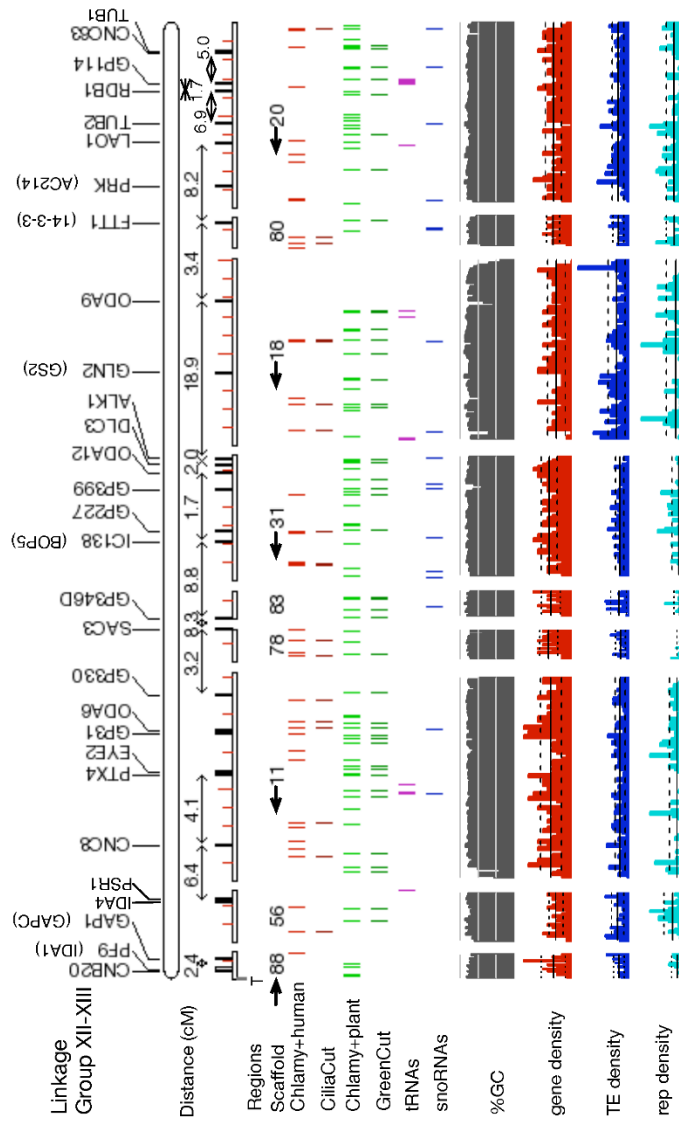 Linkage
Group XII-XIII
CNB20
PF9 (IDA1)
GAP1 (GAPC)
IDA4
PSR1
CNC8
PTX4
EYE2
GP31
ODA6
GP330
SAC3
GP346D
IC138 (BOP5)
GP227
GP399
ODA12
DLC3
ALK1
GLN2 (GS2)
ODA9
FTT1 (14-3-3)
PRK (AC214)
LAO1
TUB2
RDB1
GP114
TUB1
Distance (cM) 2.4 6.4 4.1 3.2 8.8 1.7 2.0 18.9 3.4 8.2 6.9 1.7 5.0
T
Regions
Scaffold 88 56 11 78 83 31 18 80 20
Chlamy+human
CiliaCut
Chlamy+plant
GreenCut
tRNAs
snoRNAs
%GC
gene density
TE density
rep density